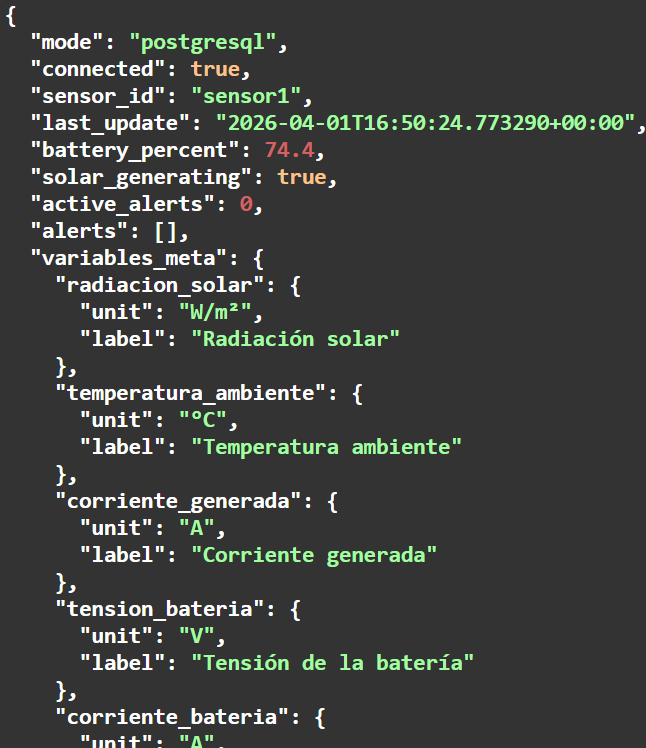 {
  "mode": "postgresql",
  "connected": true,
  "sensor_id": "sensor1",
  "last_update": "2026-04-01T16:50:24.773290+00:00",
  "battery_percent": 74.4,
  "solar_generating": true,
  "active_alerts": 0,
  "alerts": [],
  "variables_meta": {
    "radiacion_solar": {
      "unit": "W/m²",
      "label": "Radiación solar"
    },
    "temperatura_ambiente": {
      "unit": "°C",
      "label": "Temperatura ambiente"
    },
    "corriente_generada": {
      "unit": "A",
      "label": "Corriente generada"
    },
    "tension_bateria": {
      "unit": "V",
      "label": "Tensión de la batería"
    },
    "corriente_bateria": {
      "unit": "A",